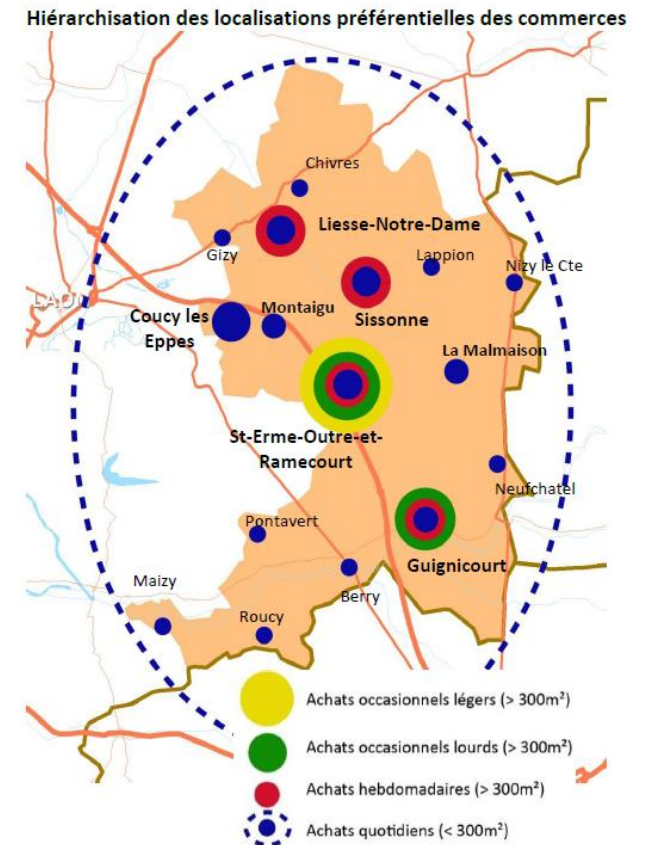 Hiérarchisation des localisations préférentielles des commerces
Chivres
Liesse-Notre-Dame
Gizy
Lappion
Nizy le Cte
Coucy les
Eppes
Montaigu
Sissonne
La Malmaison
St-Erme-Outre-et-
Ramecourt
Neufchatel
Pontavert
Guignicourt
Maizy
Berry
Roucy
Achats occasionnels légers (> 300m²)
Achats occasionnels lourds (> 300m²)
Achats hebdomadaires (> 300m²)
Achats quotidiens (< 300m²)